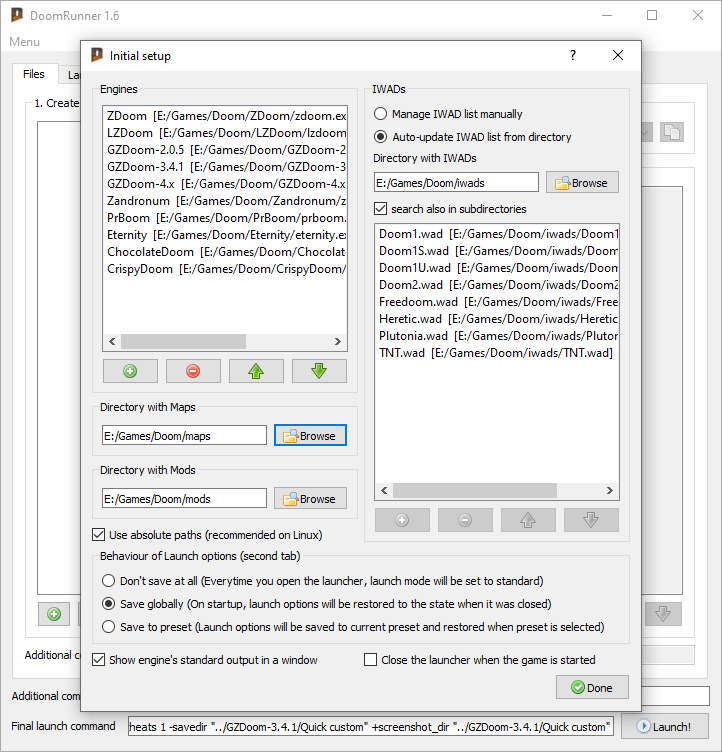 DoomRunner 1.6
Menu
Files
La
1. Create
Initial setup
?
Engines
ZDoom [E:/Games/Doom/ZDoom/zdoom.ex
LZDoom [E:/Games/Doom/LZDoom/lzdoom
GZDoom-2.0.5 [E:/Games/Doom/GZDoom-2
GZDoom-3.4.1 [E:/Games/Doom/GZDoom-3
GZDoom-4.x [E:/Games/Doom/GZDoom-4.x
Zandronum [E:/Games/Doom/Zandronum/z
PrBoom [E:/Games/Doom/PrBoom/prboom.
Eternity [E:/Games/Doom/Eternity/eternity.ex
ChocolateDoom [E:/Games/Doom/Chocolat
CrispyDoom [E:/Games/Doom/CrispyDoom/
Directory with Maps
E:/Games/Doom/maps
Browse
Directory with Mods
E:/Games/Doom/mods
Browse
Use absolute paths (recommended on Linux)
IWADs
Manage IWAD list manually
Auto-update IWAD list from directory
Directory with IWADs
E:/Games/Doom/iwads
Browse
search also in subdirectories
Doom1.wad [E:/Games/Doom/iwads/Doom1
Doom1S.wad [E:/Games/Doom/iwads/Doom
Doom1U.wad [E:/Games/Doom/iwads/Doom
Doom2.wad [E:/Games/Doom/iwads/Doom2
Freedoom.wad [E:/Games/Doom/iwads/Free
Heretic.wad [E:/Games/Doom/iwads/Heretic
Plutonia.wad [E:/Games/Doom/iwads/Pluton
TNT.wad [E:/Games/Doom/iwads/TNT.wad]
Behaviour of Launch options (second tab)
Don't save at all (Everytime you open the launcher, launch mode will be set to standard)
Save globally (On startup, launch options will be restored to the state when it was closed)
Save to preset (Launch options will be saved to current preset and restored when preset is selected)
Show engine's standard output in a window
Close the launcher when the game is started
Done
Additional co
Additional com
Final launch command
heats 1 -savedir "../GZDoom-3.4.1/Quick custom" +screenshot_dir "../GZDoom-3.4.1/Quick custom"
Launch!